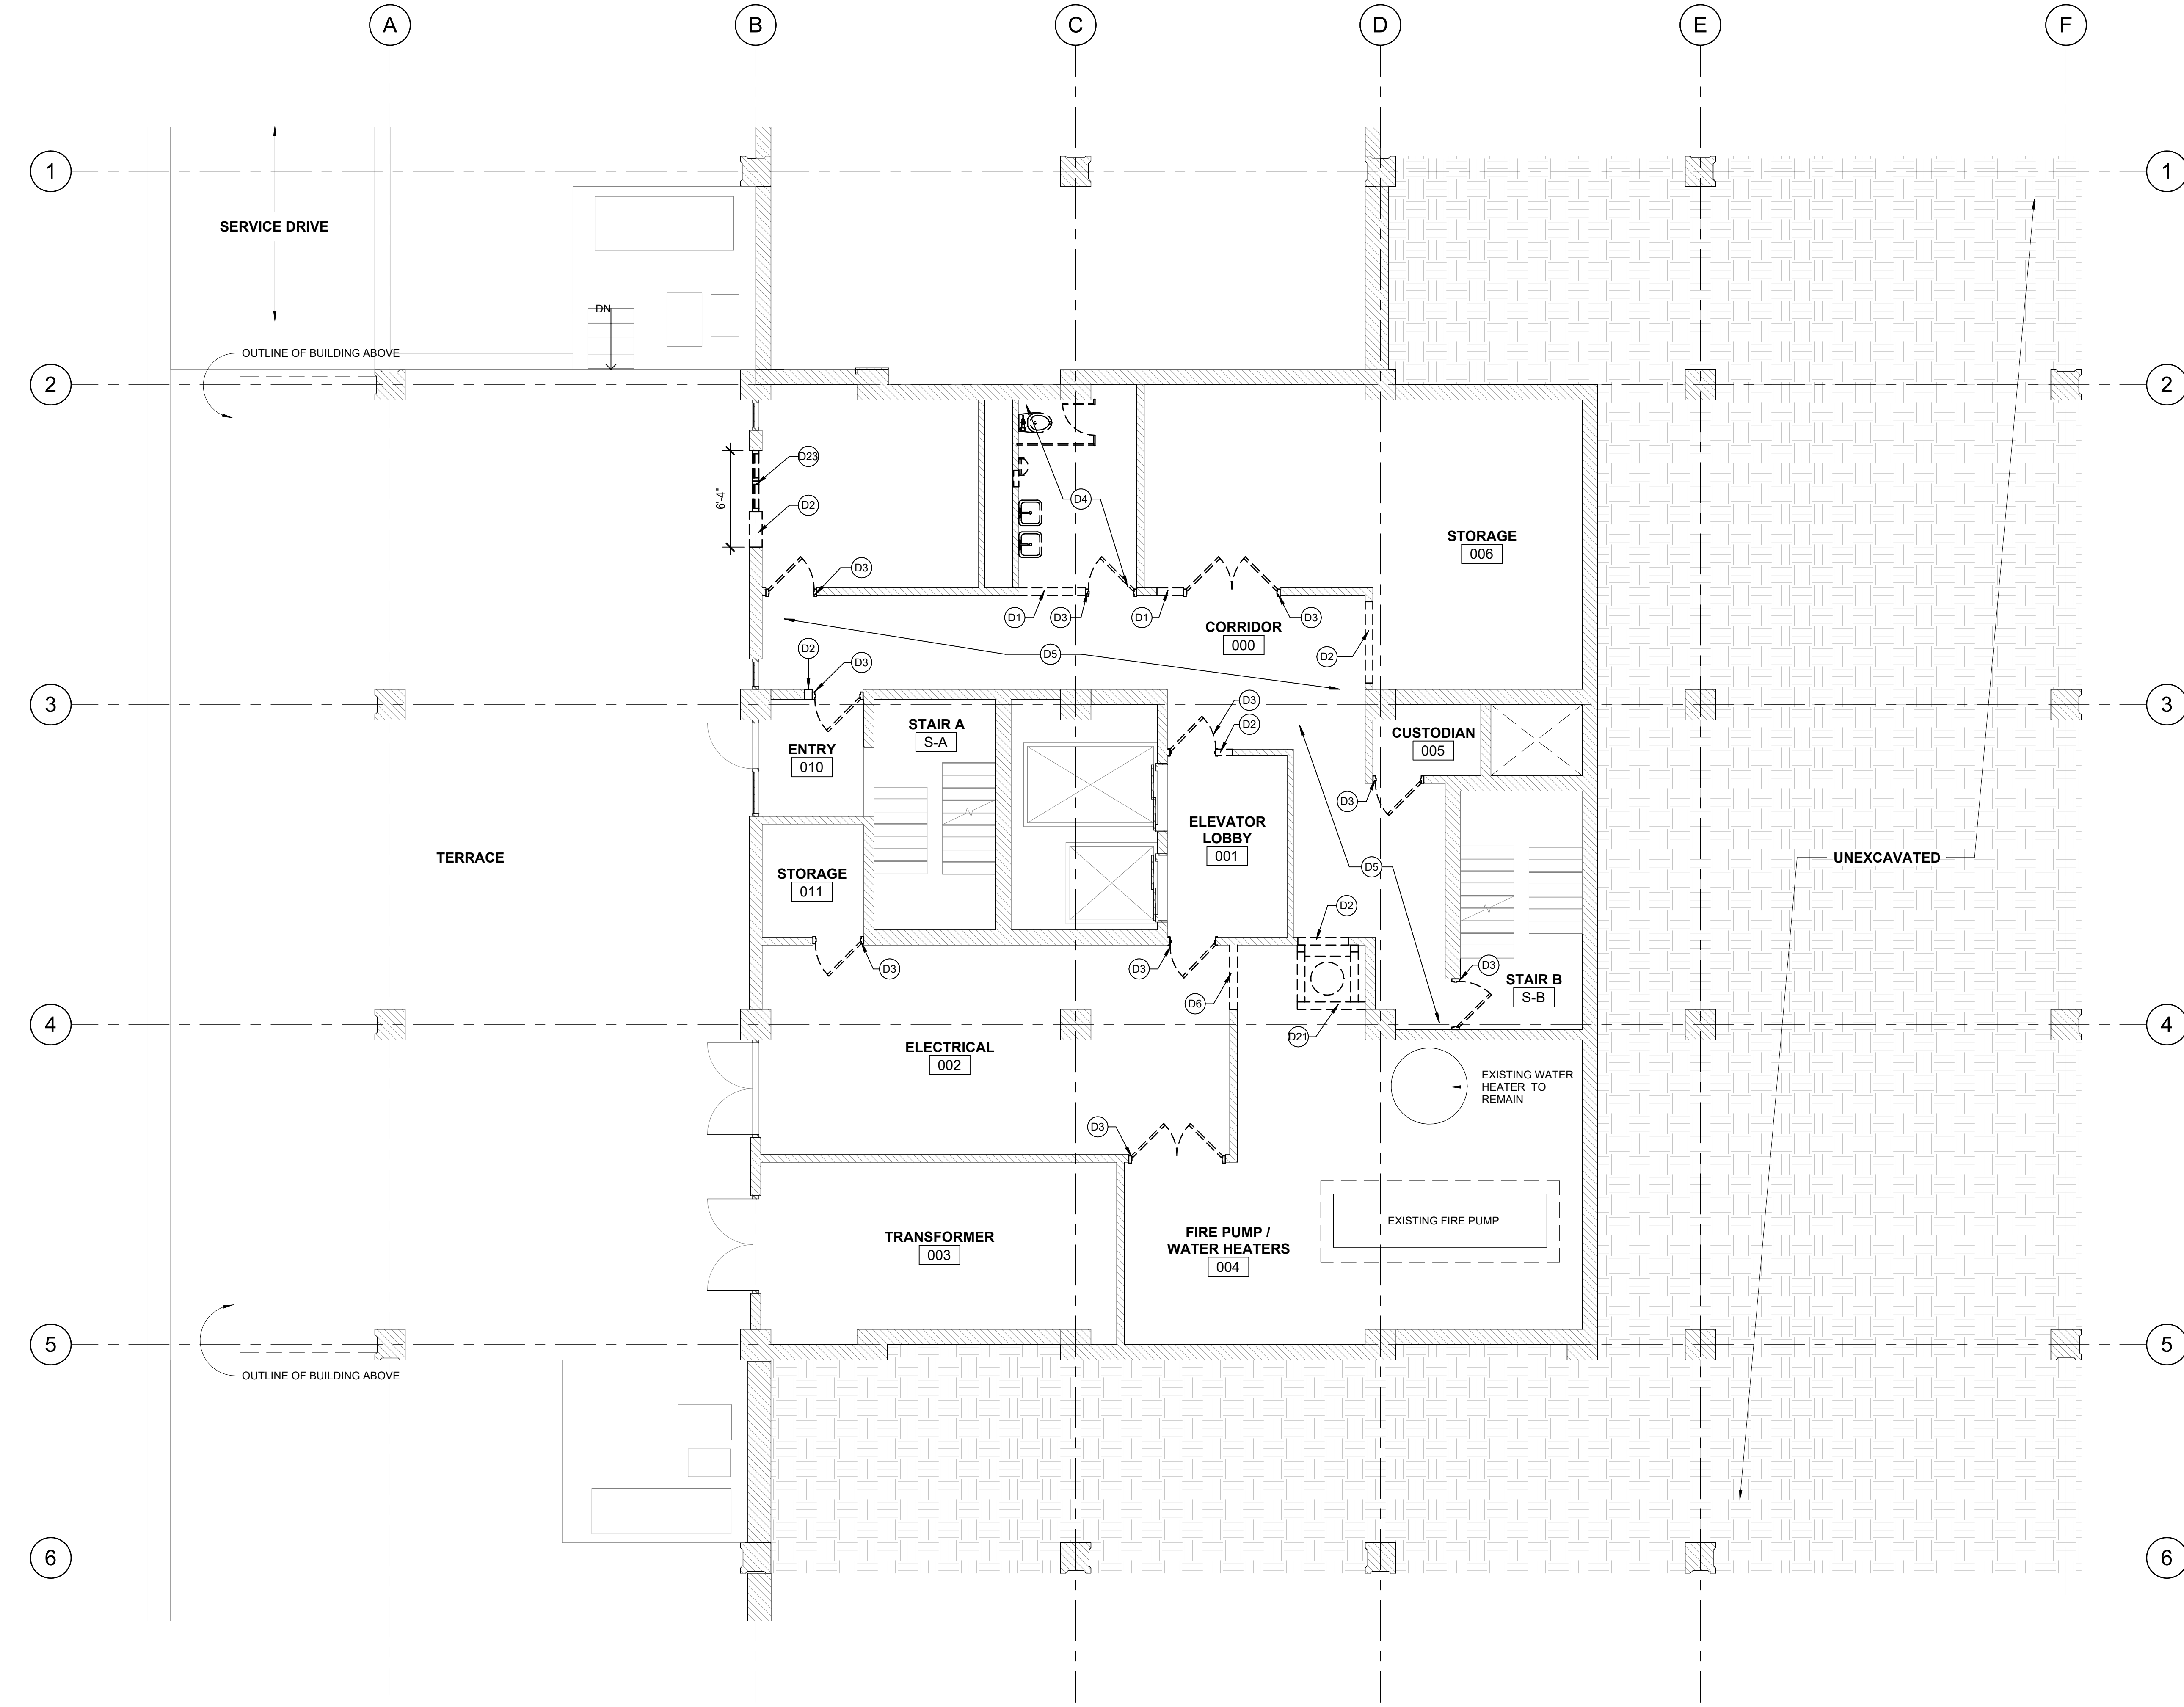 A
B
C
D
E
F
1
1
SERVICE DRIVE
DN
OUTLINE OF BUILDING ABOVE
2
2
D23
6'-4"
D2
D4
STORAGE
006
D3
D1
D3
D1
D3
CORRIDOR
000
D2
D5
D2
D3
3
3
D3
D2
STAIR A
S-A
ENTRY
010
CUSTODIAN
005
D3
ELEVATOR
LOBBY
001
TERRACE
STORAGE
011
D5
UNEXCAVATED
D2
D3
D3
D3
STAIR B
S-B
D6
4
4
D21
ELECTRICAL
002
EXISTING WATER
HEATER TO
REMAIN
D3
EXISTING FIRE PUMP
TRANSFORMER
003
FIRE PUMP /
WATER HEATERS
004
5
5
OUTLINE OF BUILDING ABOVE
6
6